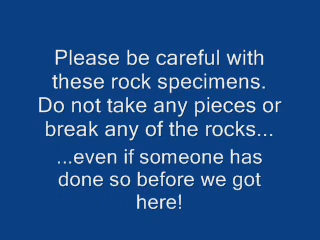 Please be careful with
these rock specimens.
Do not take any pieces or
break any of the rocks...
...even if someone has
done so before we got
here!